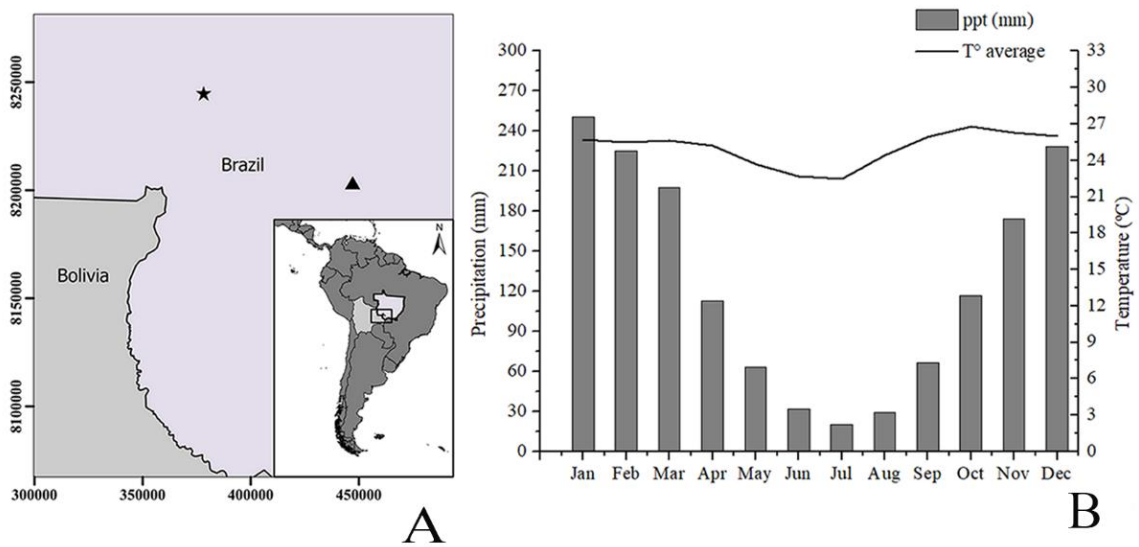 8250000
8200000
8150000
8100000
Brazil
Bolivia
N
300000 350000 400000 450000
A
ppt (mm)
T° average
Precipitation (mm)
300
270
240
210
180
150
120
90
60
30
0
33
30
27
24
21
18
15
12
9
6
3
0
Temperature (°C)
Jan Feb Mar Apr May Jun Jul Aug Sep Oct Nov Dec
B